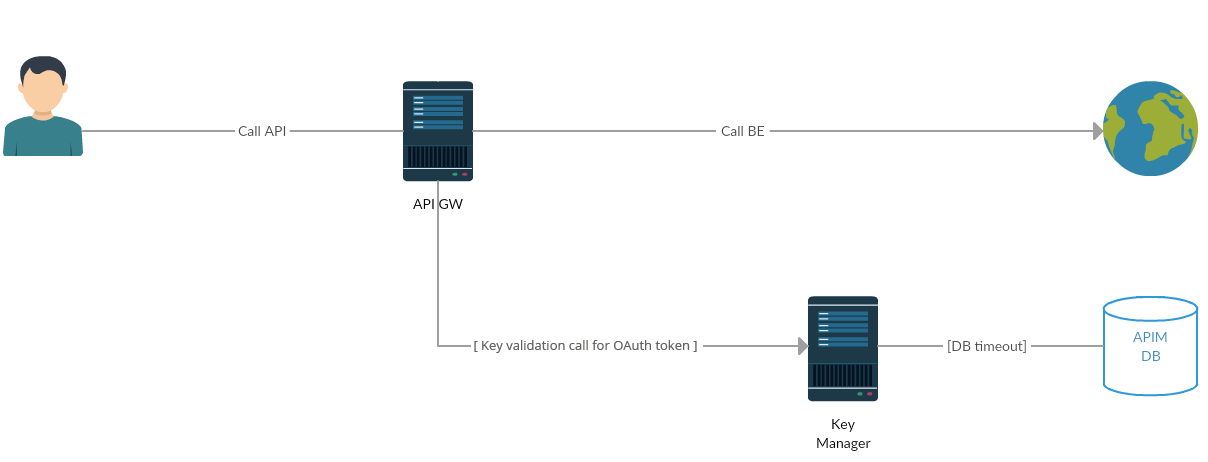 Call API
Call BE
API GW
[ Key validation call for OAuth token ]
[DB timeout]
APIM
DB
Key
Manager